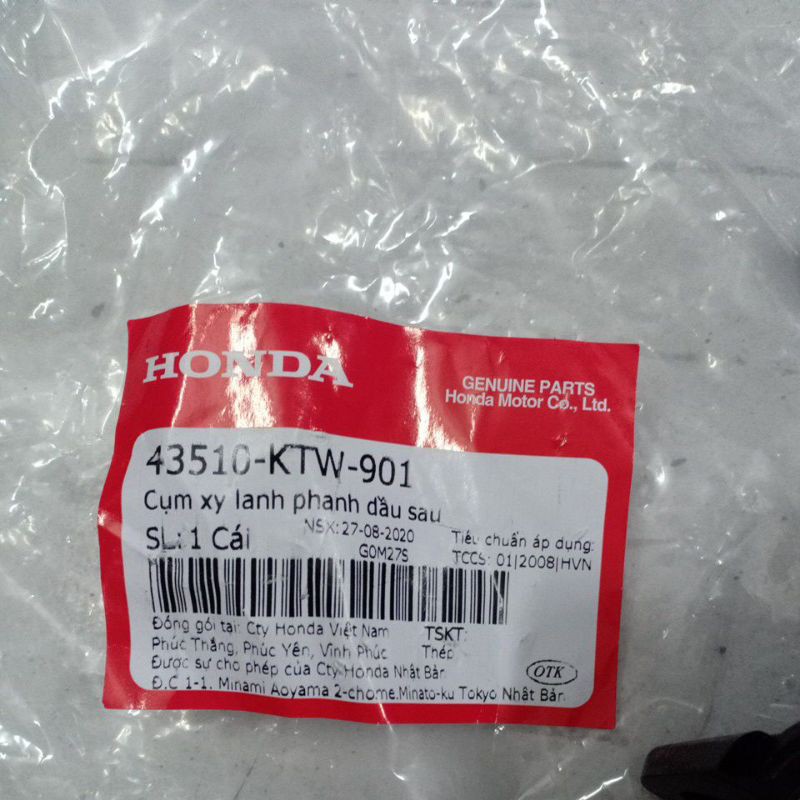 HONDA
GENUINE PARTS
Honda Motor Co., Ltd.
43510-KTW-901
Cụm xy lanh phanh dầu sau
NSX: 27-08-2020
SL: 1 Cái
G0M27S
Tiêu chuẩn áp dụng:
TCCS: 01|2008|HVN
Đóng gói tại: Cty Honda Việt Nam
TSKT:
Phúc Thắng, Phúc Yên, Vĩnh Phúc
Thép
Được sự cho phép của Cty Honda Nhật Bản
Đ.C 1-1, Minami Aoyama 2-chome.Minato-ku Tokyo Nhật Bản
OTK